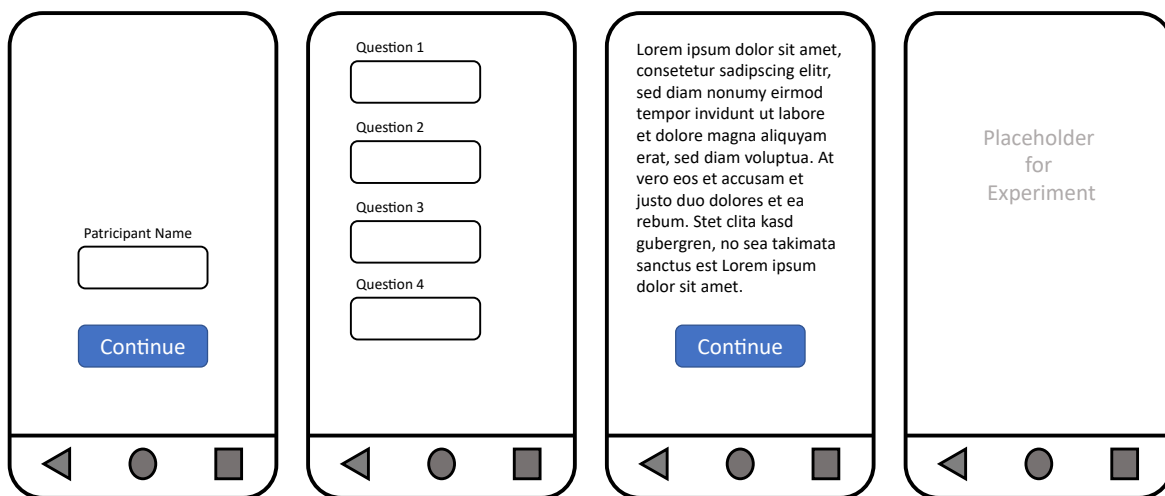 Patricipant Name
Continue
Question 1
Question 2
Question 3
Question 4
Lorem ipsum dolor sit amet,
consetetur sadipscing elitr,
sed diam nonumy eirmod
tempor invidunt ut labore
et dolore magna aliquyam
erat, sed diam voluptua. At
vero eos et accusam et
justo duo dolores et ea
rebum. Stet clita kasd
gubergren, no sea takimata
sanctus est Lorem ipsum
dolor sit amet.
Continue
Placeholder
for
Experiment